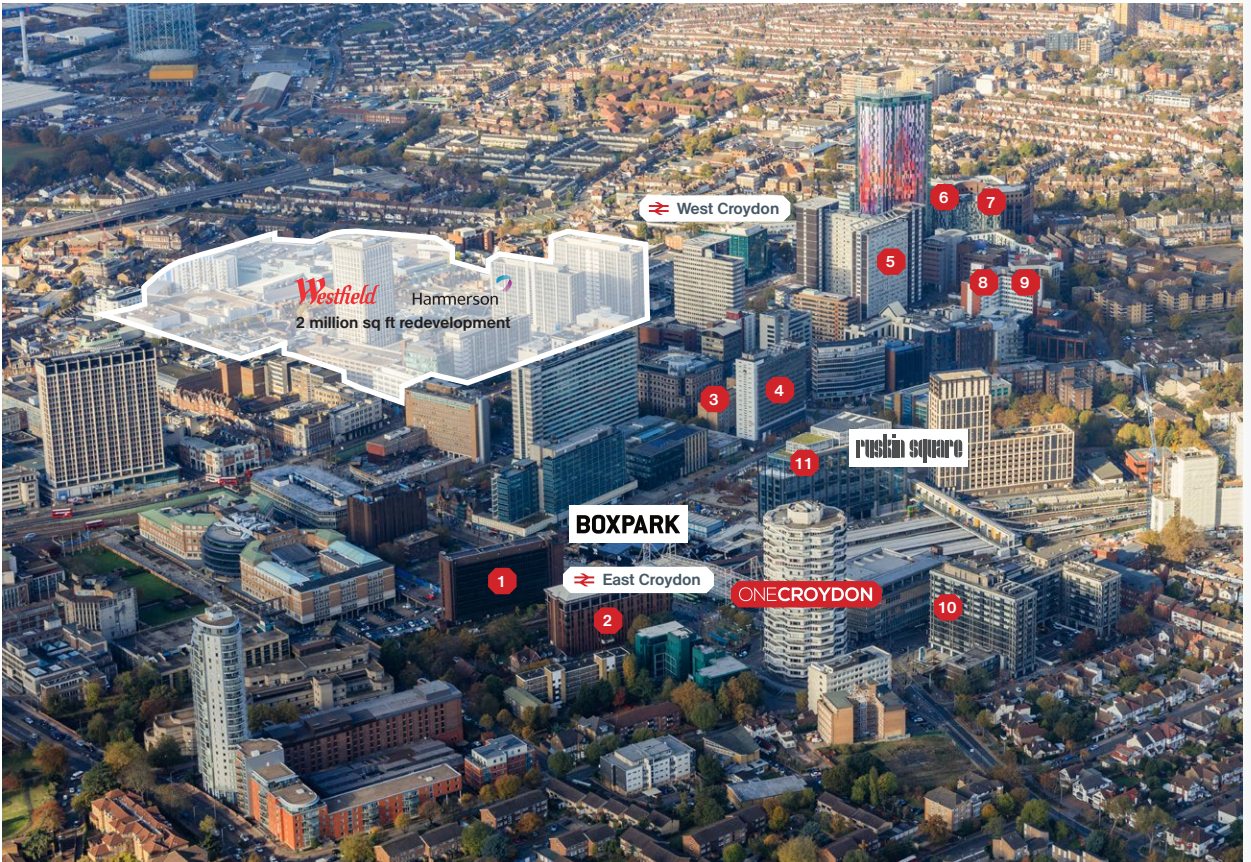 West Croydon
6
7
5
8
9
Westfield
Hammerson
2 million sq ft redevelopment
3
4
ruskin square
11
BOXPARK
1
East Croydon
ONECROYDON
2
10